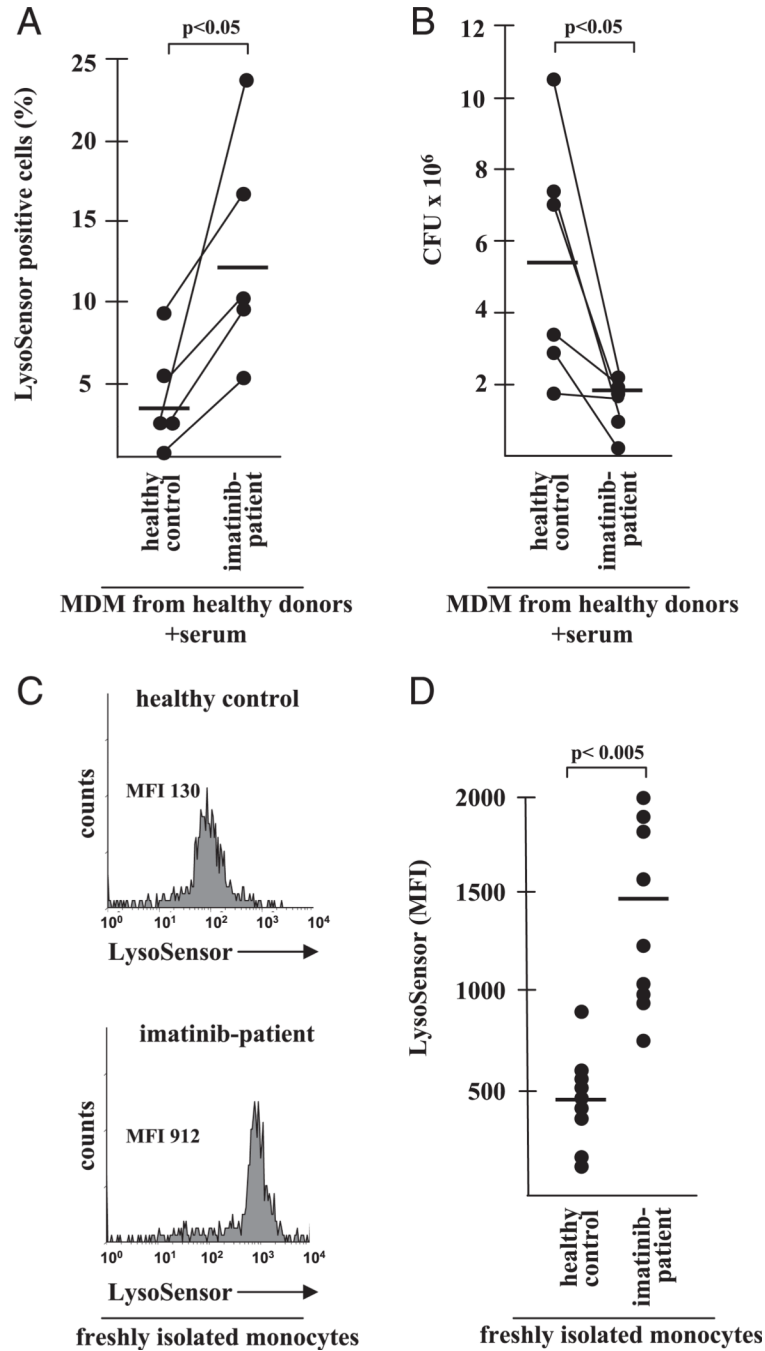 A
p<0.05
LysoSensor positive cells (%)
25
20
15
10
5
healthy
control
imatinib-
patient
MDM from healthy donors
+serum
B
p<0.05
CFU x 10⁶
12
10
8
6
4
2
healthy
control
imatinib-
patient
MDM from healthy donors
+serum
C
healthy control
MFI 130
counts
10⁰ 10¹ 10² 10³ 10⁴
LysoSensor
imatinib-patient
MFI 912
counts
10⁰ 10¹ 10² 10³ 10⁴
LysoSensor
freshly isolated monocytes
D
p< 0.005
LysoSensor (MFI)
2000
1500
1000
500
healthy
control
imatinib-
patient
freshly isolated monocytes